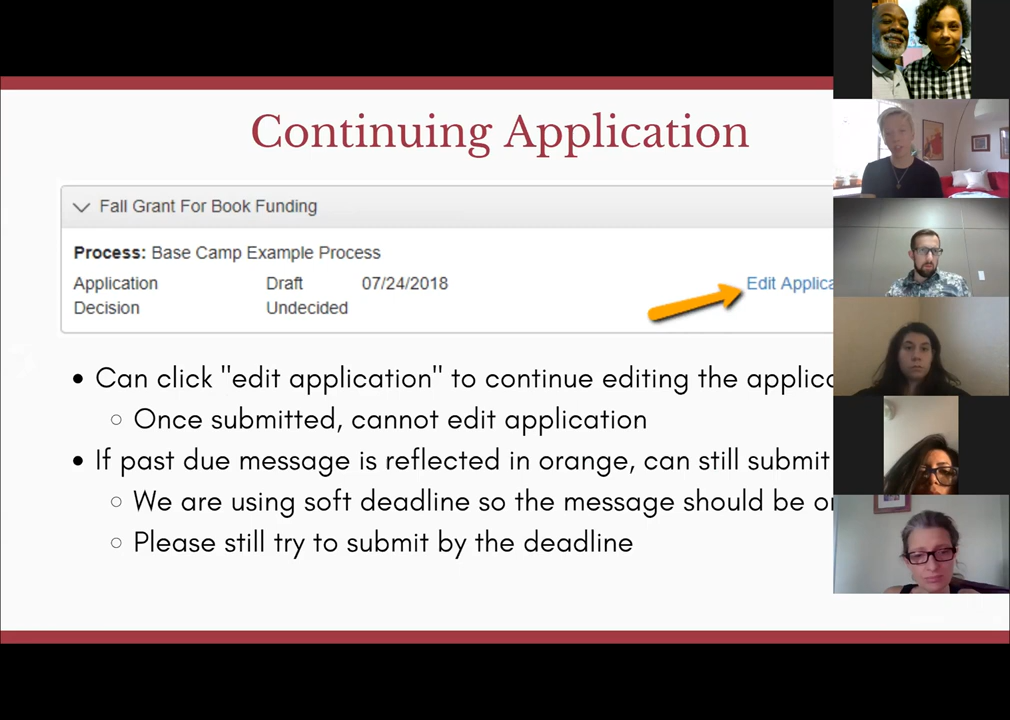 Continuing Application
Fall Grant For Book Funding
Process: Base Camp Example Process
Application Draft 07/24/2018 Edit
Decision Undecided
Can click "edit application" to continue editing the
Once submitted, cannot edit application
If past due message is reflected in orange, can still submit
We are using soft deadline so the message should be
Please still try to submit by the deadline